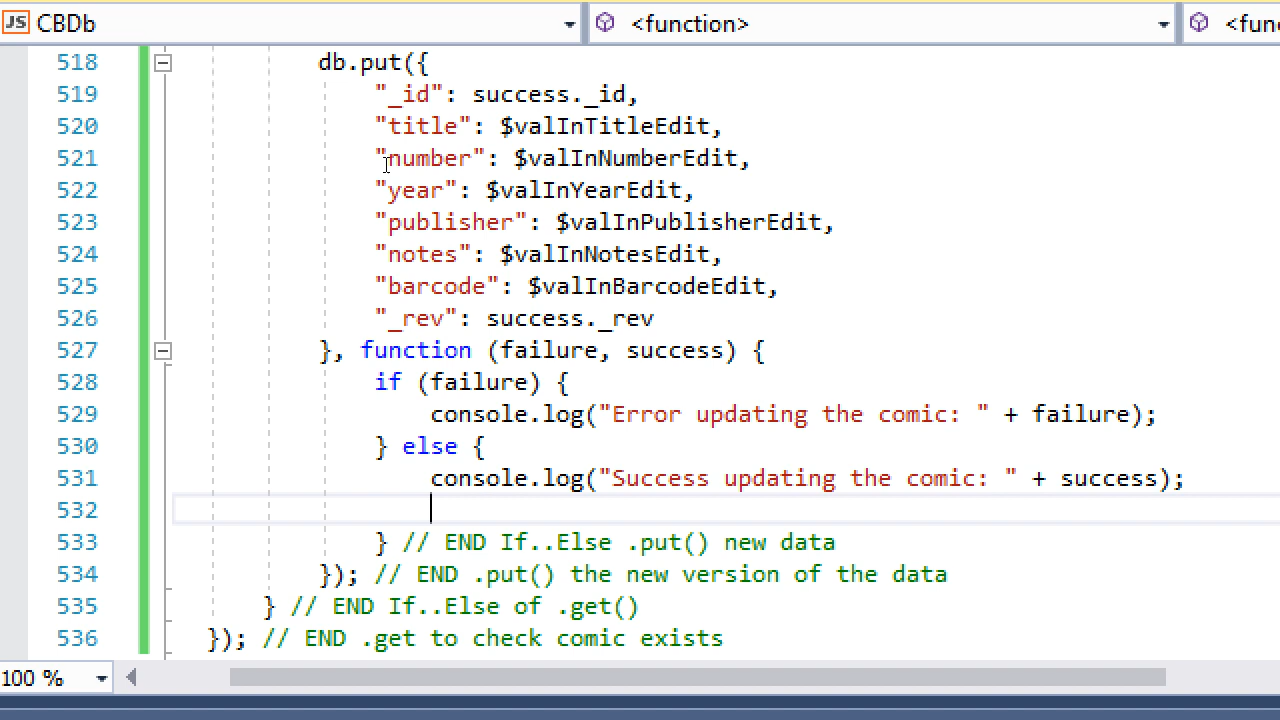 JS CBDb <function> <func
518 db.put({
519 "_id": success._id,
520 "title": $valInTitleEdit,
521 "number": $valInNumberEdit,
522 "year": $valInYearEdit,
523 "publisher": $valInPublisherEdit,
524 "notes": $valInNotesEdit,
525 "barcode": $valInBarcodeEdit,
526 "_rev": success._rev
527 }, function (failure, success) {
528 if (failure) {
529 console.log("Error updating the comic: " + failure);
530 } else {
531 console.log("Success updating the comic: " + success);
532
533 } // END If..Else .put() new data
534 }); // END .put() the new version of the data
535 } // END If..Else of .get()
536 }); // END .get to check comic exists
100 %